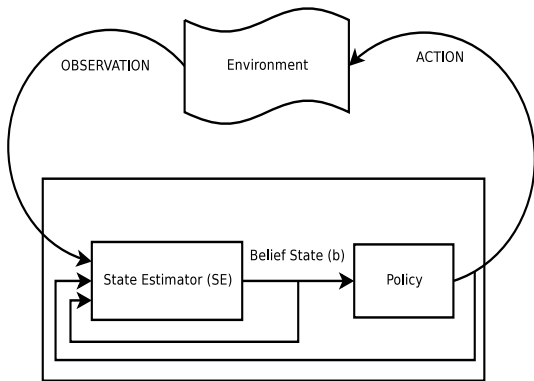 Environment
OBSERVATION
ACTION
Belief State (b)
State Estimator (SE)
Policy